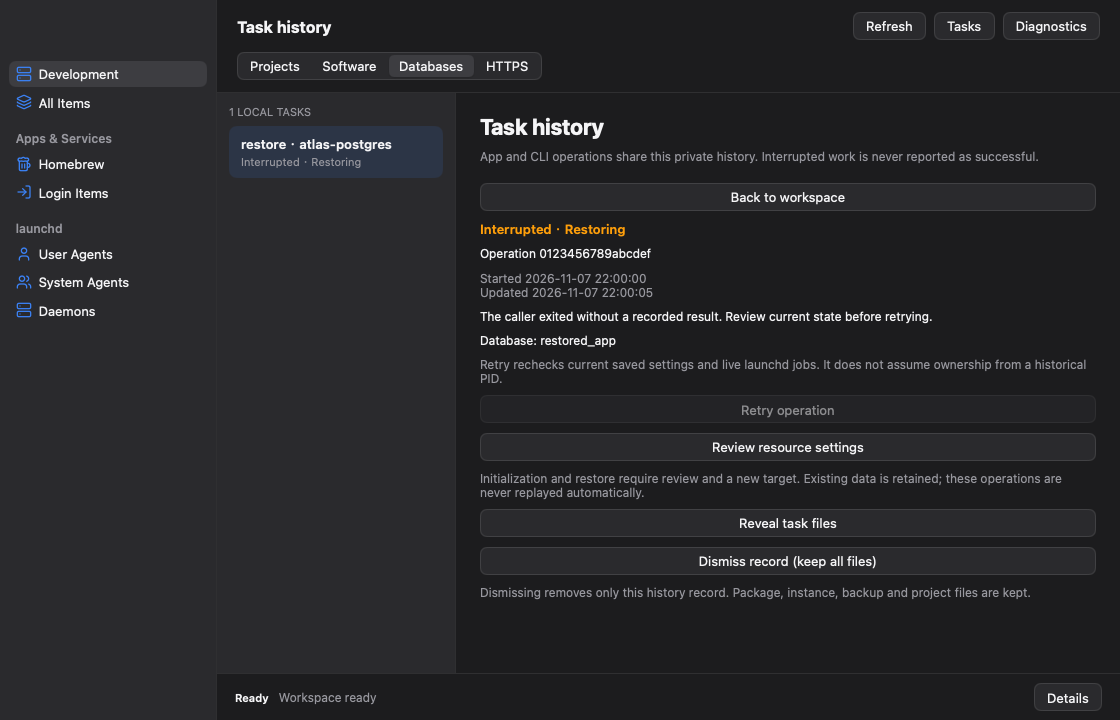 Task history
Refresh
Tasks
Diagnostics
Projects
Software
Databases
HTTPS
Development
All Items
Apps & Services
Homebrew
Login Items
launchd
User Agents
System Agents
Daemons
1 LOCAL TASKS
restore · atlas-postgres
Interrupted · Restoring
Task history
App and CLI operations share this private history. Interrupted work is never reported as successful.
Back to workspace
Interrupted · Restoring
Operation 0123456789abcdef
Started 2026-11-07 22:00:00
Updated 2026-11-07 22:00:05
The caller exited without a recorded result. Review current state before retrying.
Database: restored_app
Retry rechecks current saved settings and live launchd jobs. It does not assume ownership from a historical
PID.
Retry operation
Review resource settings
Initialization and restore require review and a new target. Existing data is retained; these operations are
never replayed automatically.
Reveal task files
Dismiss record (keep all files)
Dismissing removes only this history record. Package, instance, backup and project files are kept.
Ready
Workspace ready
Details